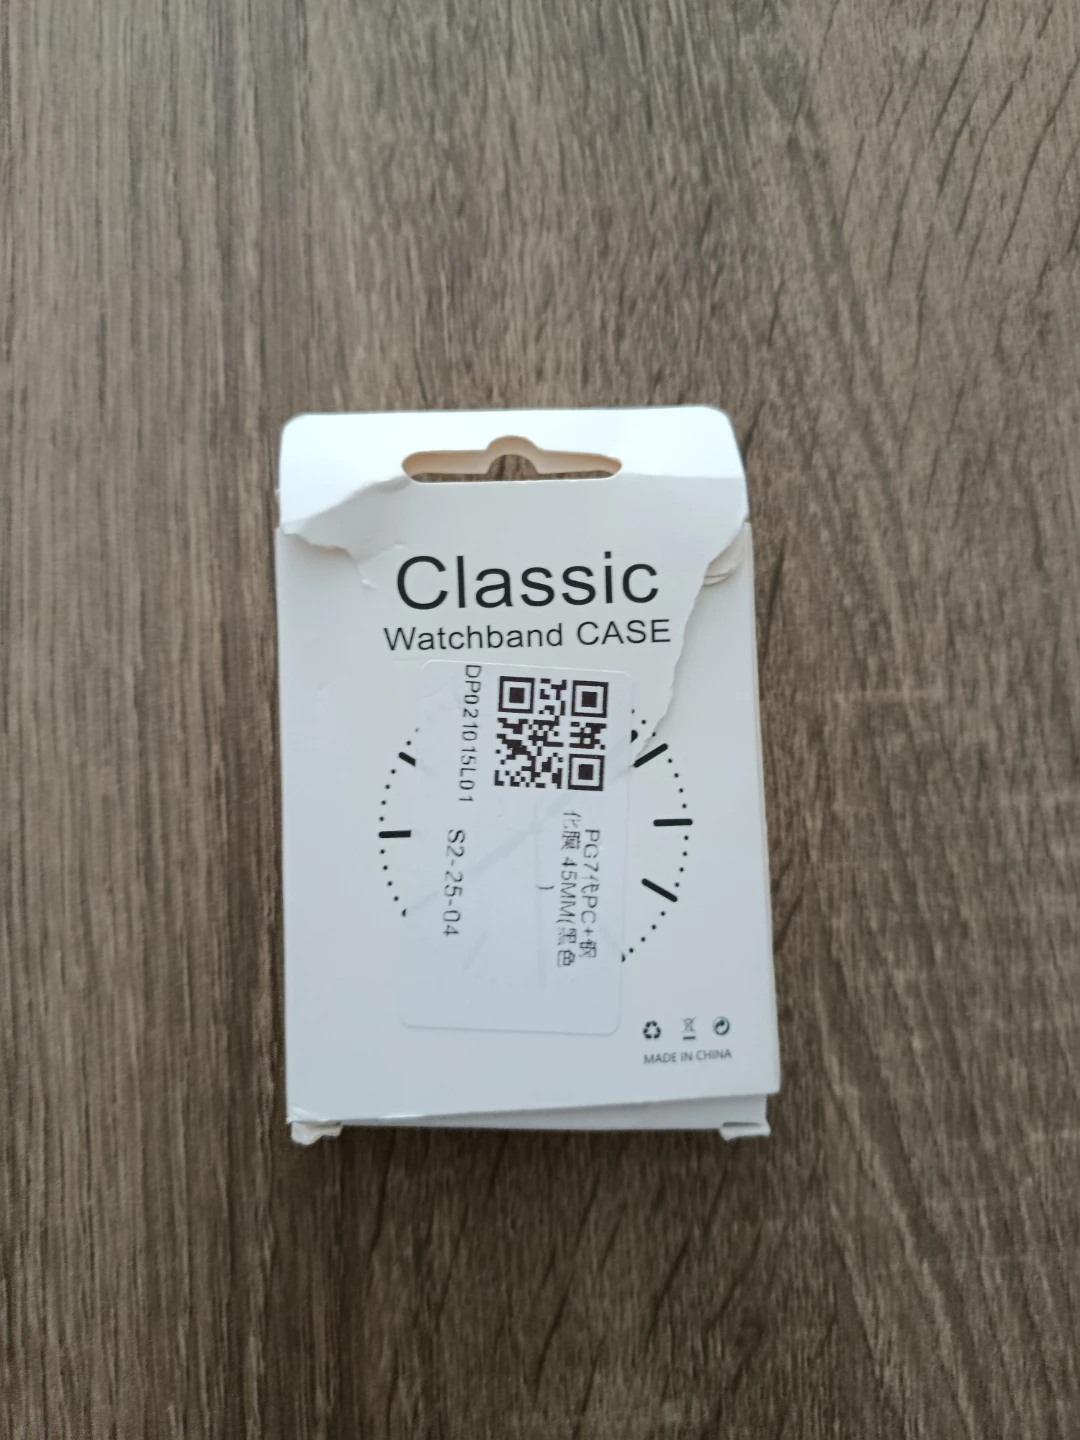 Classic
Watchband CASE
DP021015L01
S2-25-04
PG7代PC+钢
化膜 45MM(黑色
)
MADE IN CHINA